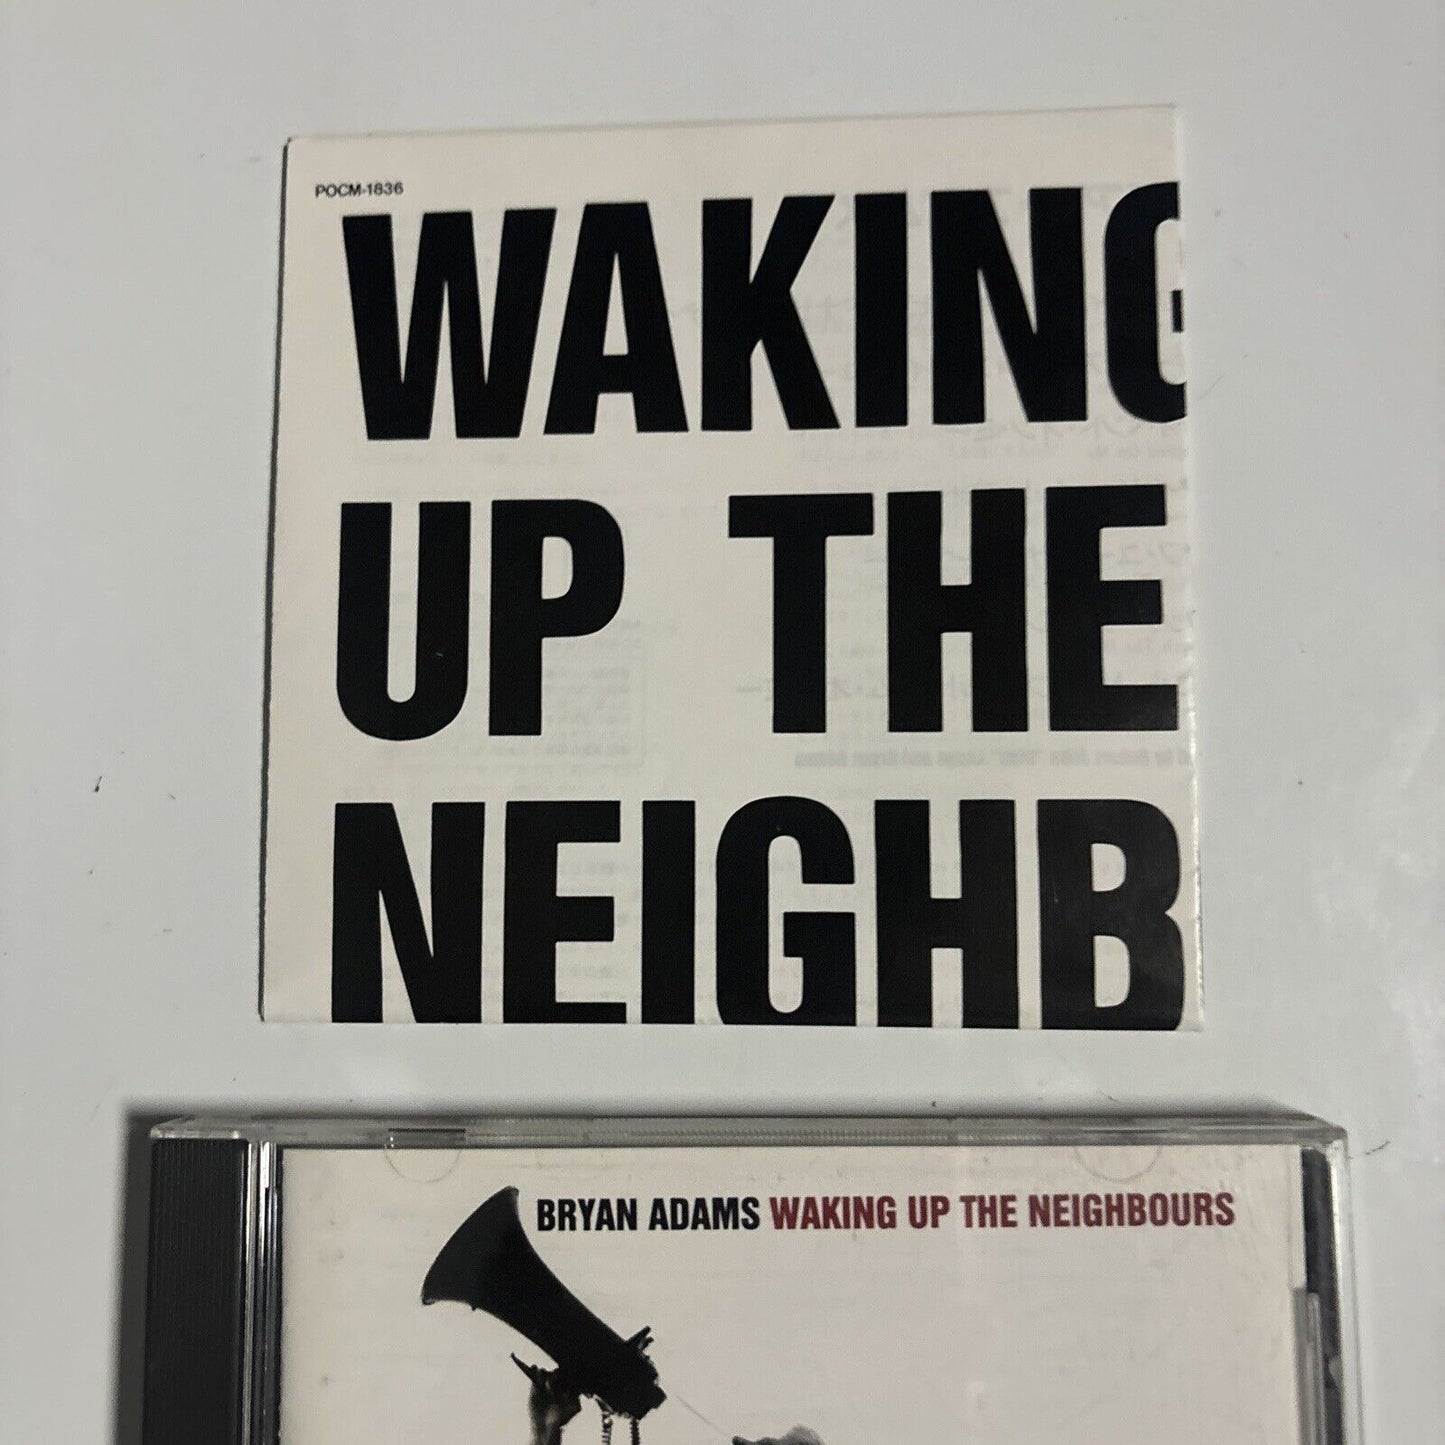 POCM-1836
WAKING
UP THE
NEIGHB
BRYAN ADAMS WAKING UP THE NEIGHBOURS